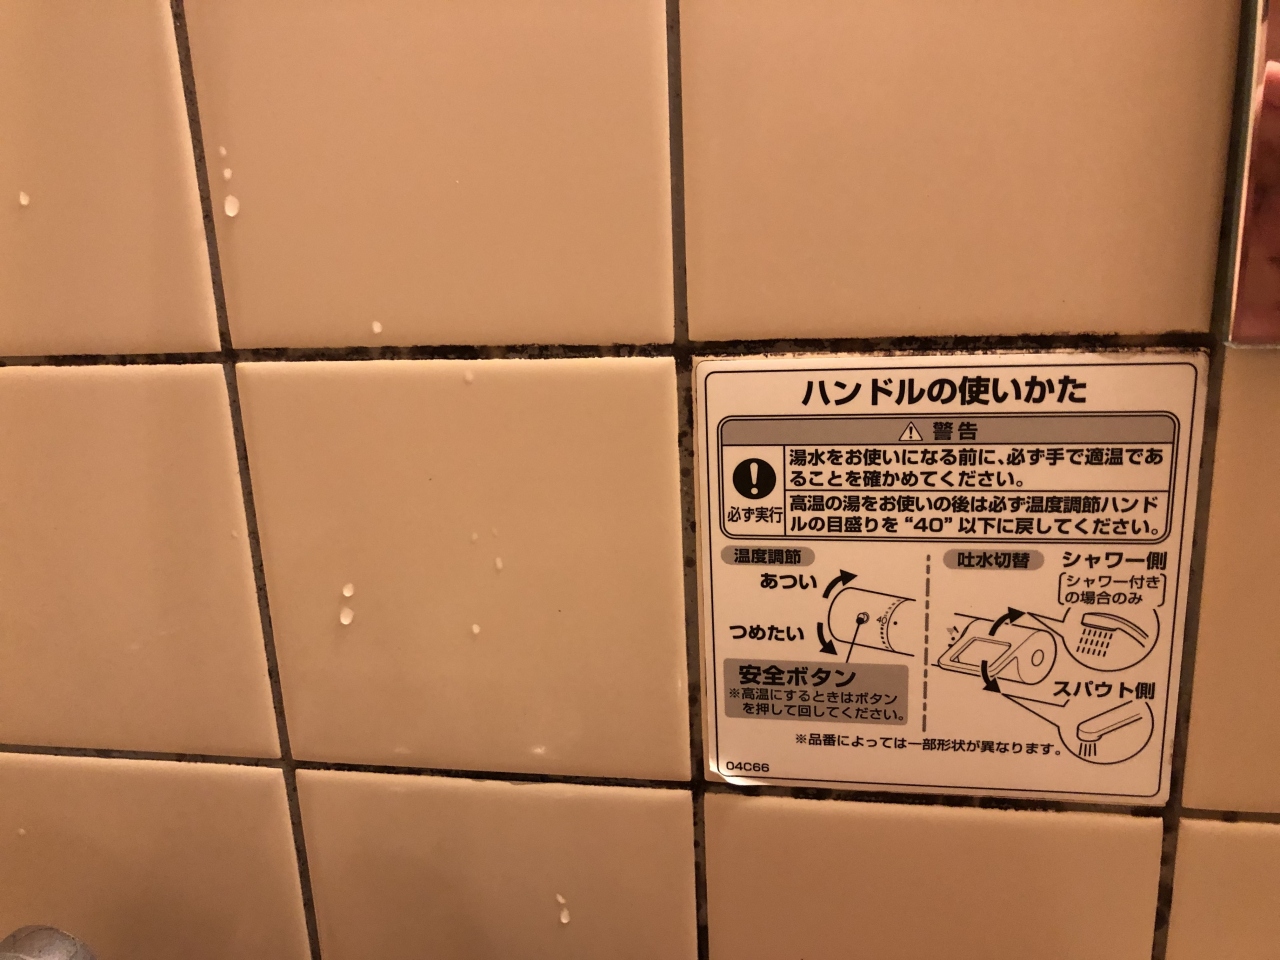 ハンドルの使いかた
警告
湯水をお使いになる前に、必ず手で適温であ
ることを確かめてください。
必ず実行
高温の湯をお使いの後は必ず温度調節ハンド
ルの目盛りを“40”以下に戻してください。
温度調節
あつい
つめたい
40
安全ボタン
※高温にするときはボタン
を押して回してください。
吐水切替
シャワー側
シャワー付き
の場合のみ
スパウト側
※品番によっては一部形状が異なります。
04C66